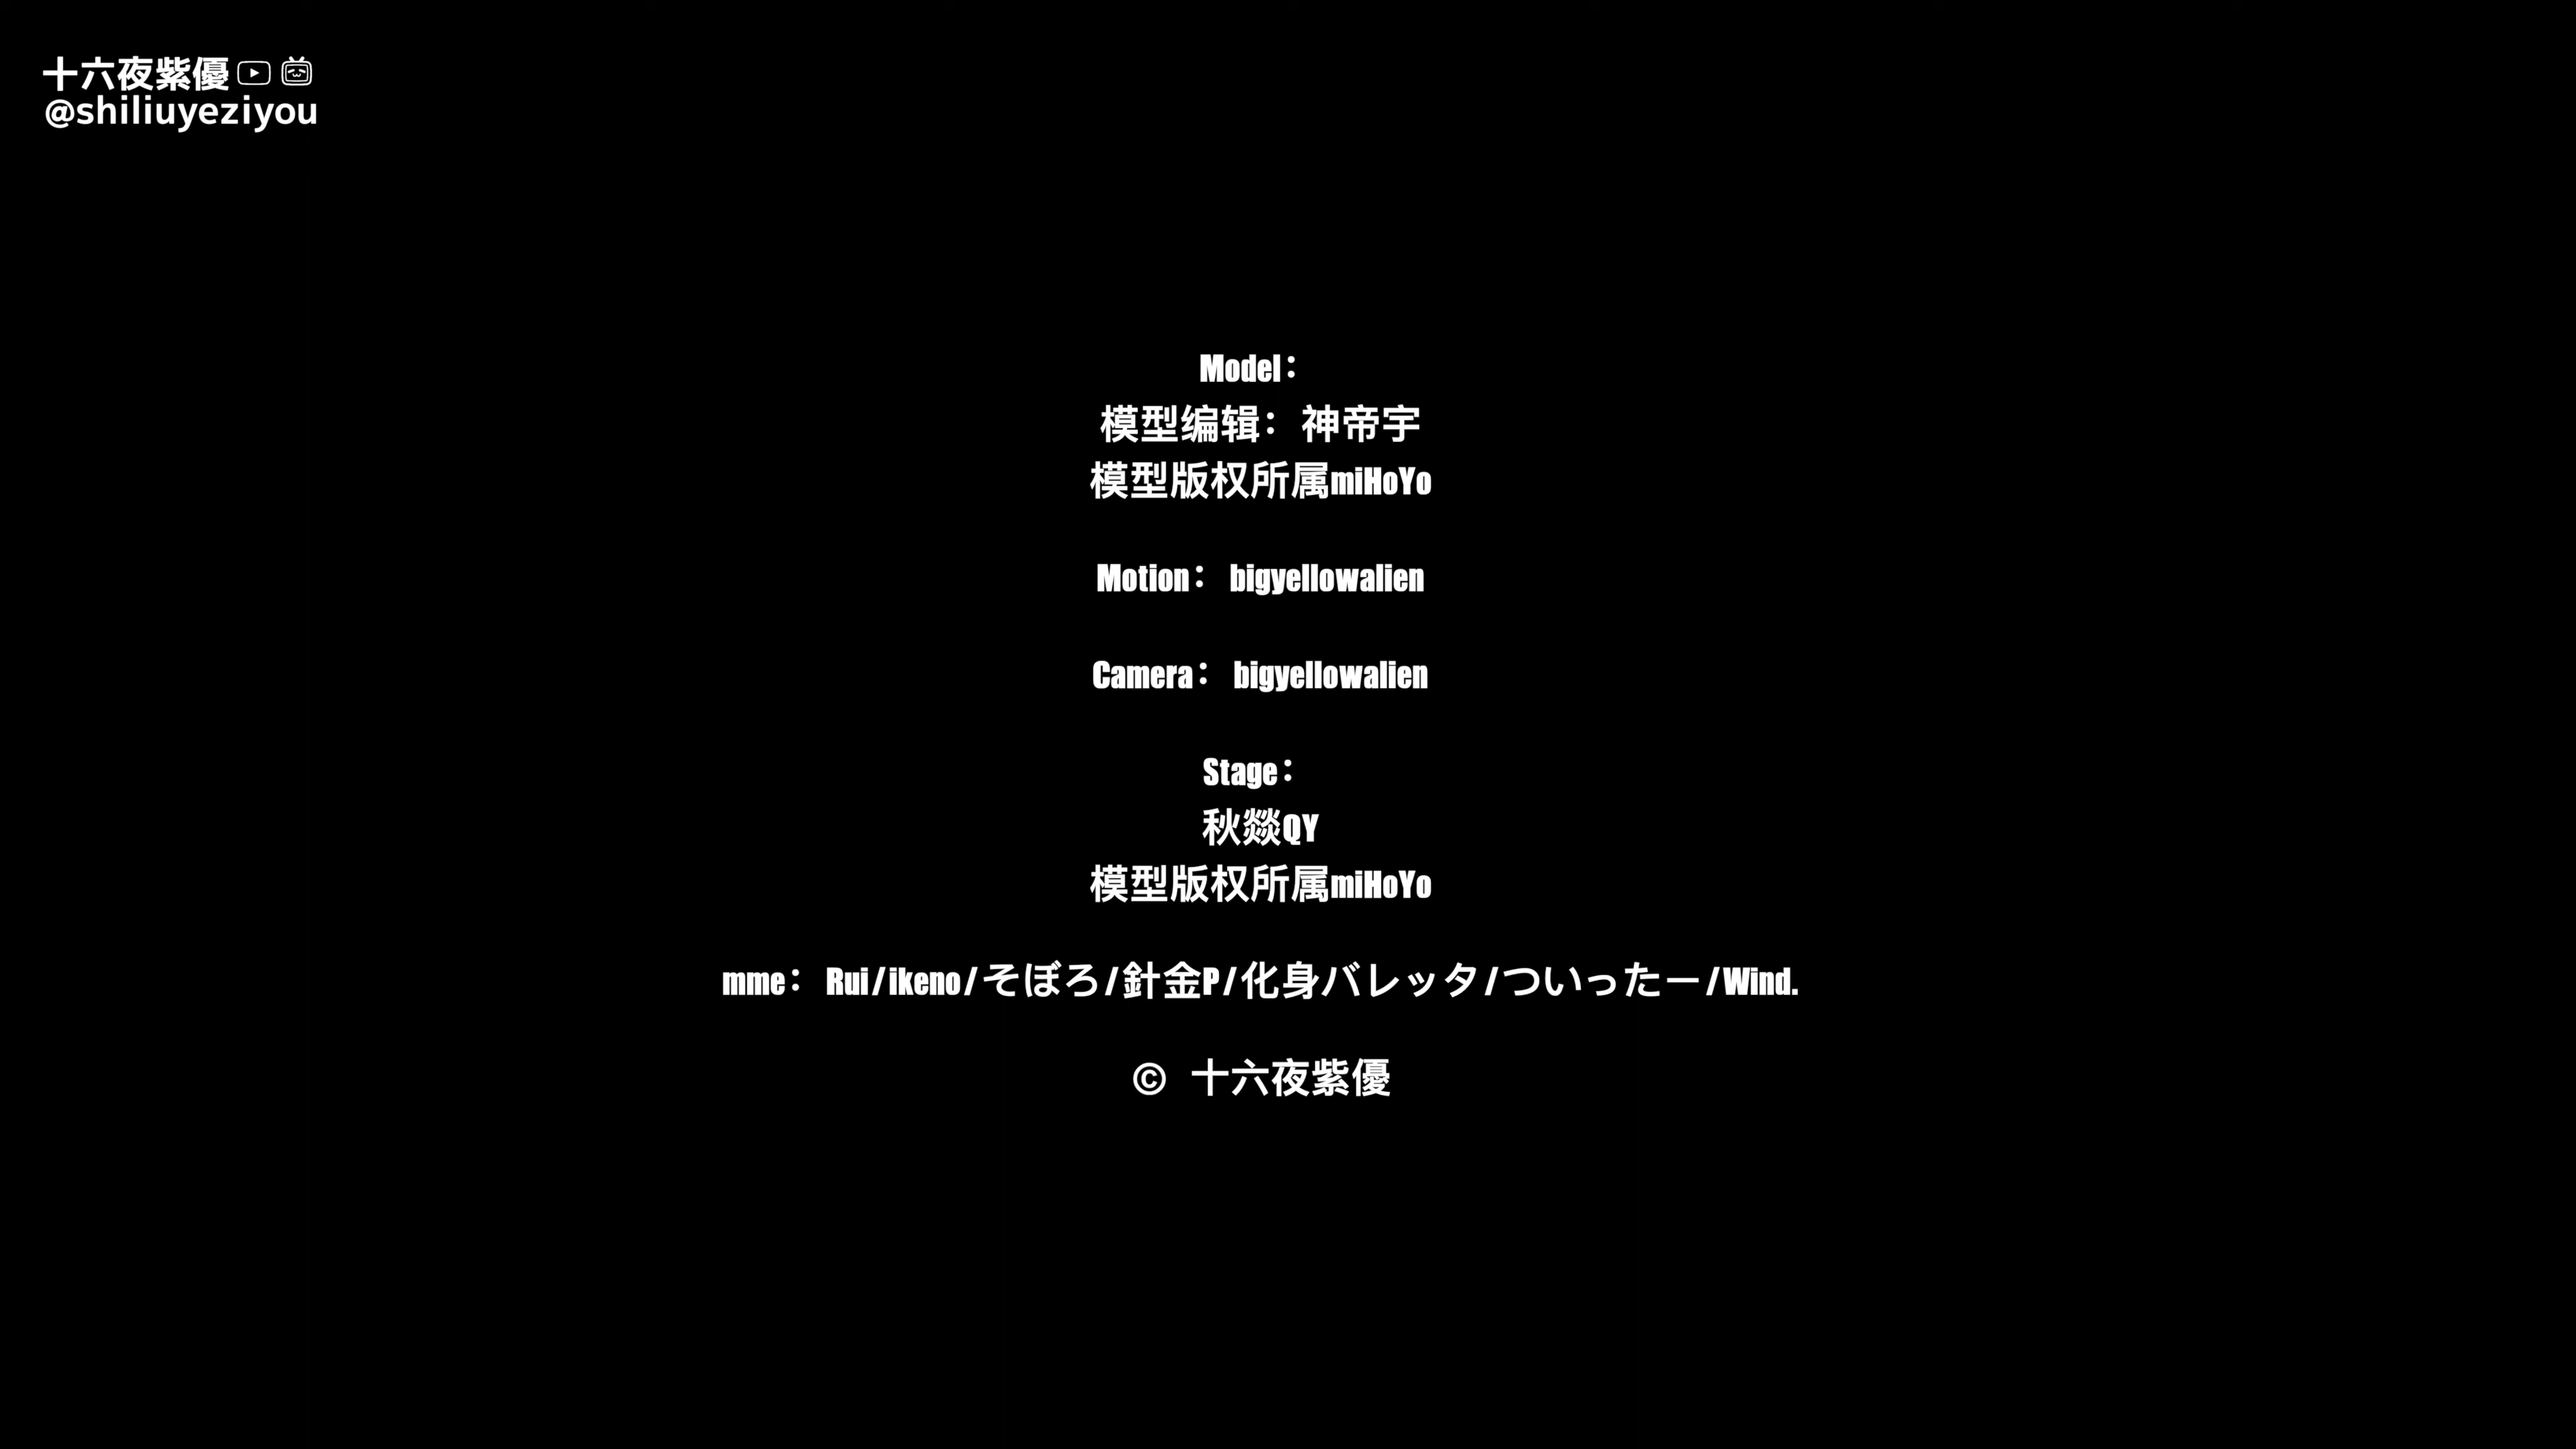 十六夜紫優
@shiliuyeziyou
Model：
模型编辑：神帝宇
模型版权所属miHoYo
Motion： bigyellowalien
Camera： bigyellowalien
Stage：
秋燚QY
模型版权所属miHoYo
mme： Rui/ikeno/そぼろ/針金P/化身バレッタ/ついったー/Wind.
© 十六夜紫優